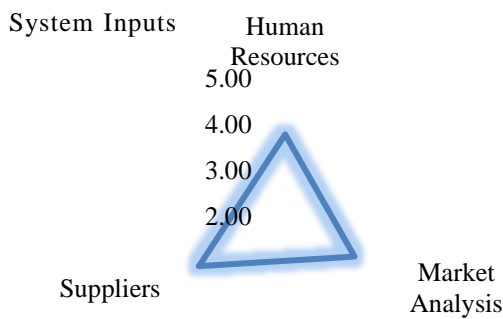 System Inputs
Human
Resources
5.00
4.00
3.00
2.00
Suppliers
Market
Analysis